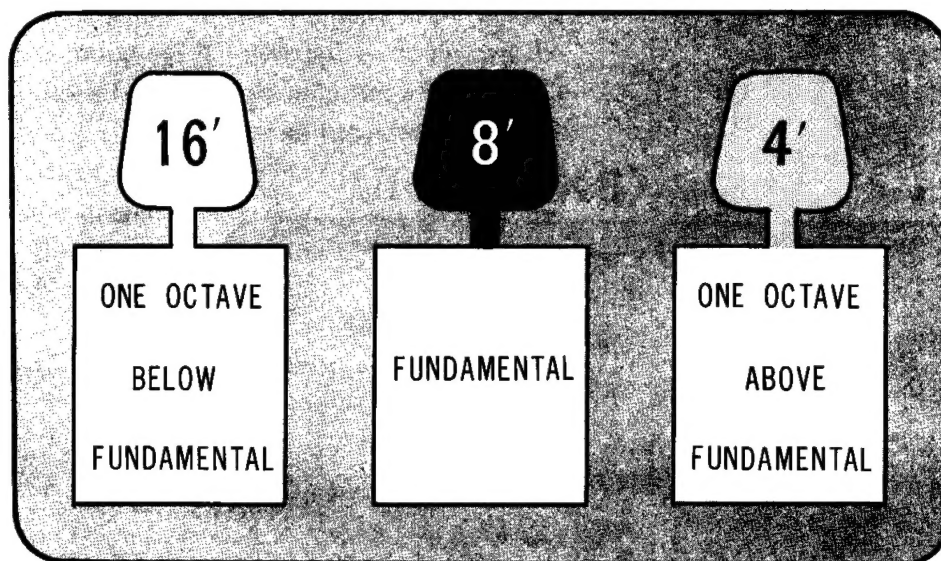 16′
8′
4′
ONE OCTAVE
BELOW
FUNDAMENTAL
FUNDAMENTAL
ONE OCTAVE
ABOVE
FUNDAMENTAL